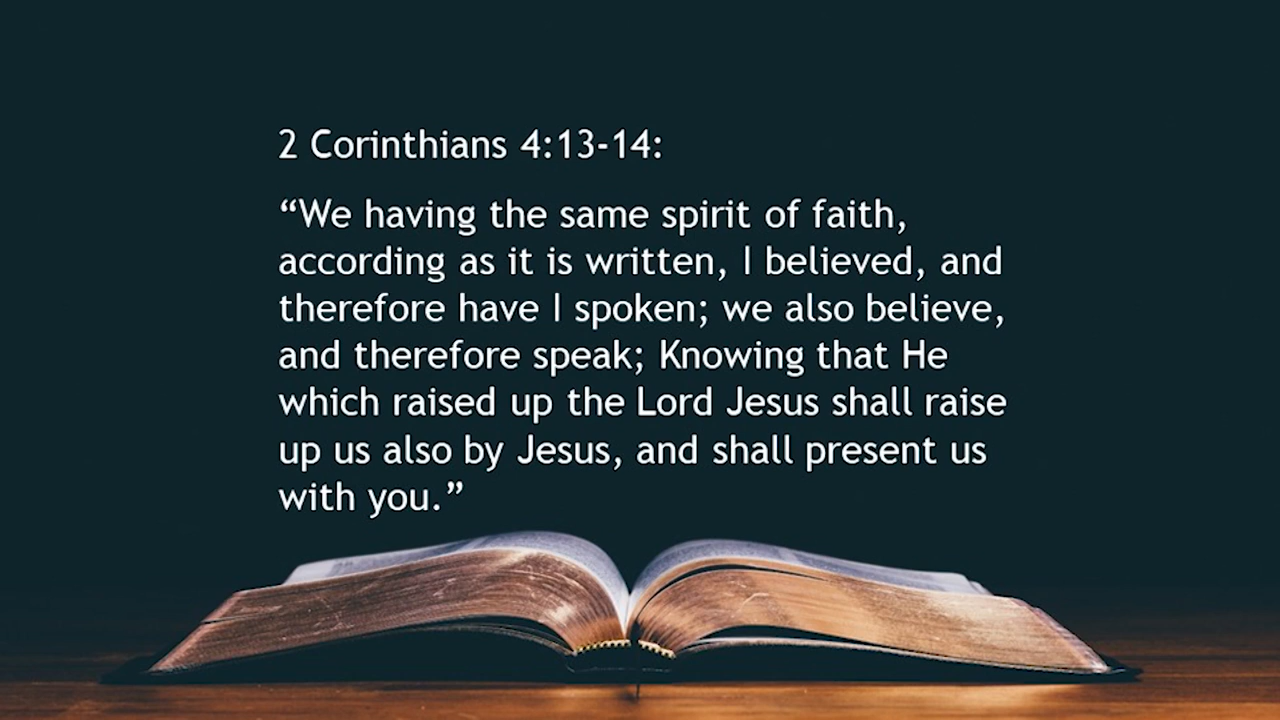 2 Corinthians 4:13-14:
“We having the same spirit of faith,
according as it is written, I believed, and
therefore have I spoken; we also believe,
and therefore speak; Knowing that He
which raised up the Lord Jesus shall raise
up us also by Jesus, and shall present us
with you.”